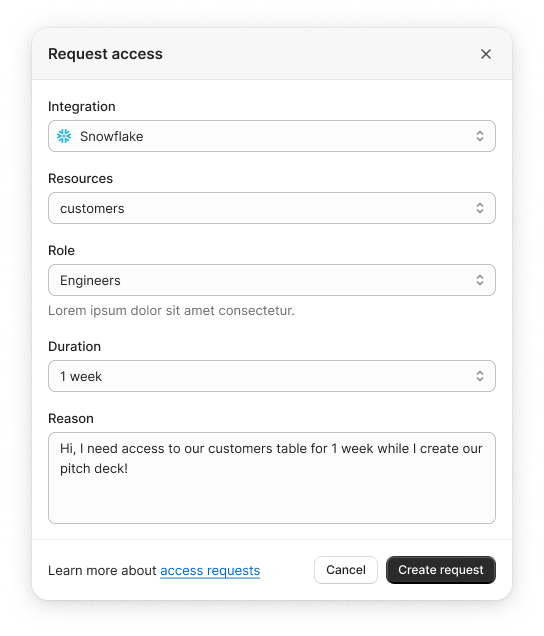 Request access
Integration
Snowflake
Resources
customers
Role
Engineers
Lorem ipsum dolor sit amet consectetur.
Duration
1 week
Reason
Hi, I need access to our customers table for 1 week while I create our
pitch deck!
Learn more about access requests
Cancel
Create request